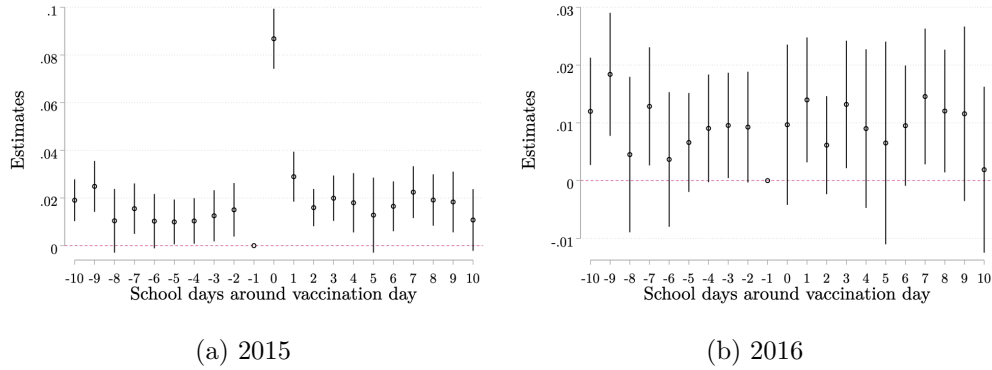 .1
.08
.06
.04
.02
0
Estimates
-10 -9 -8 -7 -6 -5 -4 -3 -2 -1 0 1 2 3 4 5 6 7 8 9 10
School days around vaccination day
(a) 2015
.03
.02
.01
0
-.01
Estimates
-10 -9 -8 -7 -6 -5 -4 -3 -2 -1 0 1 2 3 4 5 6 7 8 9 10
School days around vaccination day
(b) 2016